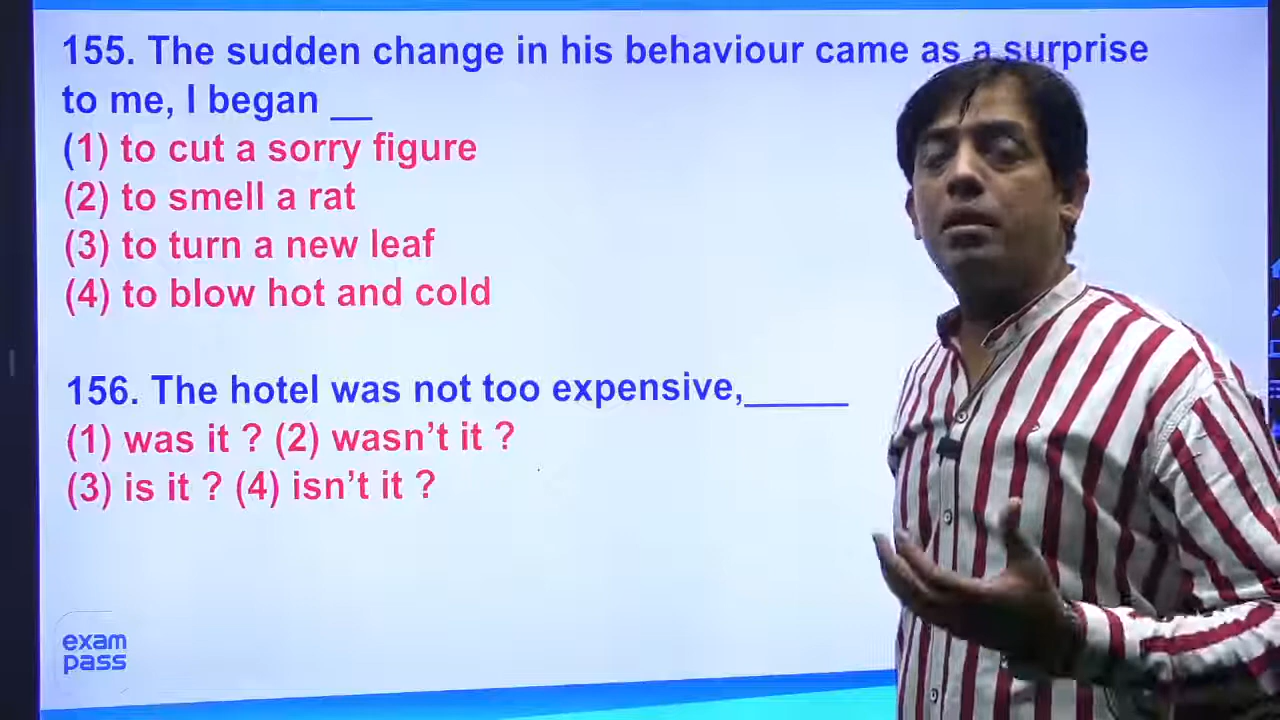 155. The sudden change in his behaviour came as a surprise
to me, I began __
(1) to cut a sorry figure
(2) to smell a rat
(3) to turn a new leaf
(4) to blow hot and cold
156. The hotel was not too expensive,_____
(1) was it ? (2) wasn’t it ?
(3) is it ? (4) isn’t it ?
exam
pass